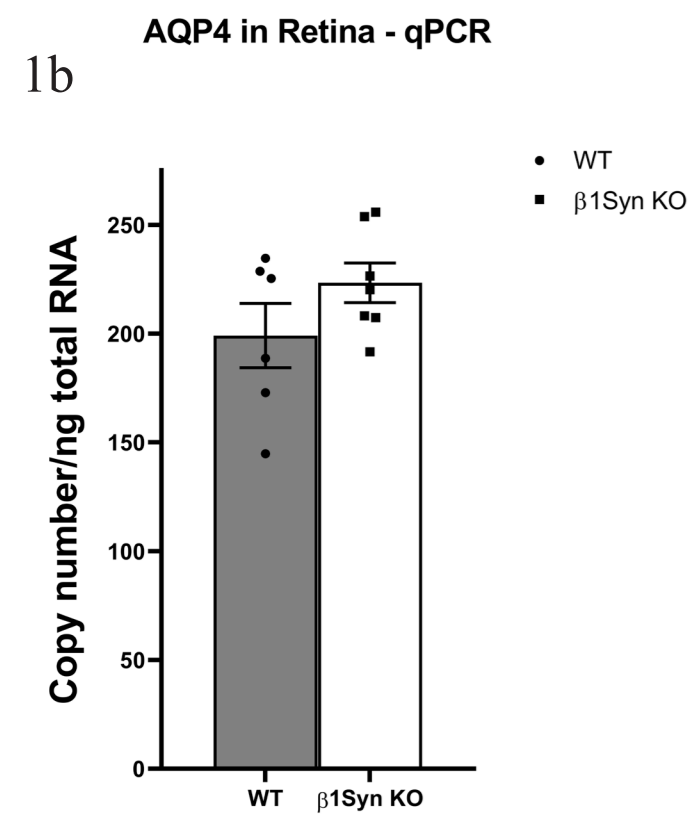 AQP4 in Retina - qPCR
1b
WT
β1Syn KO
Copy number/ng total RNA
250
200
150
100
50
0
WT
β1Syn KO